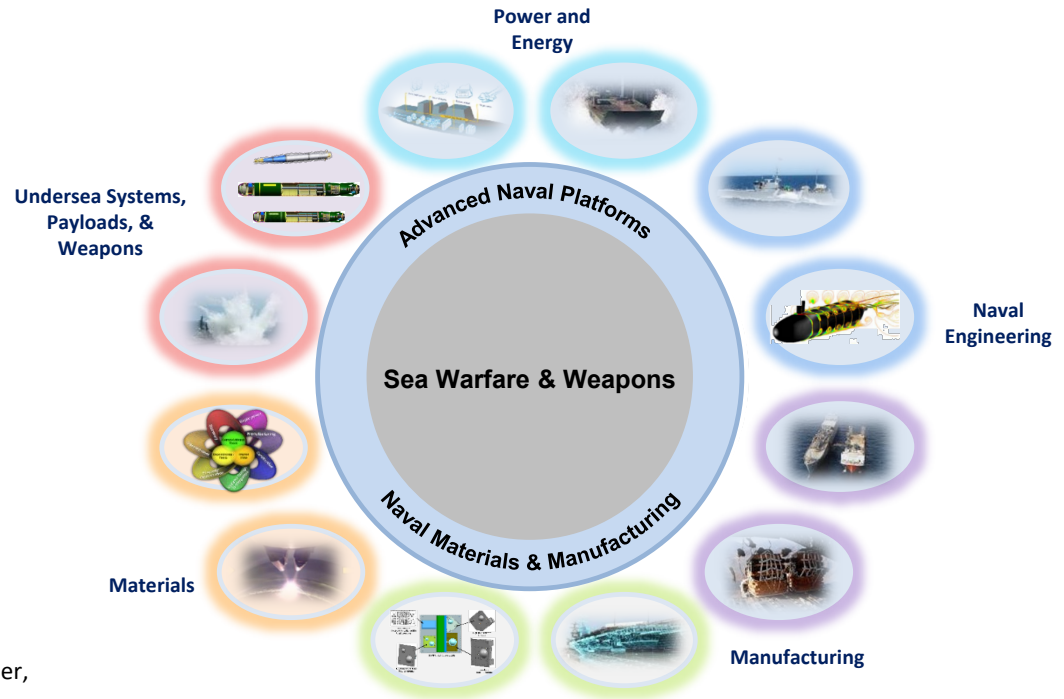 Power and
Energy
Undersea Systems,
Payloads, &
Weapons
Advanced Naval Platforms
Naval
Engineering
Sea Warfare & Weapons
Naval Materials & Manufacturing
Materials
Manufacturing
er,